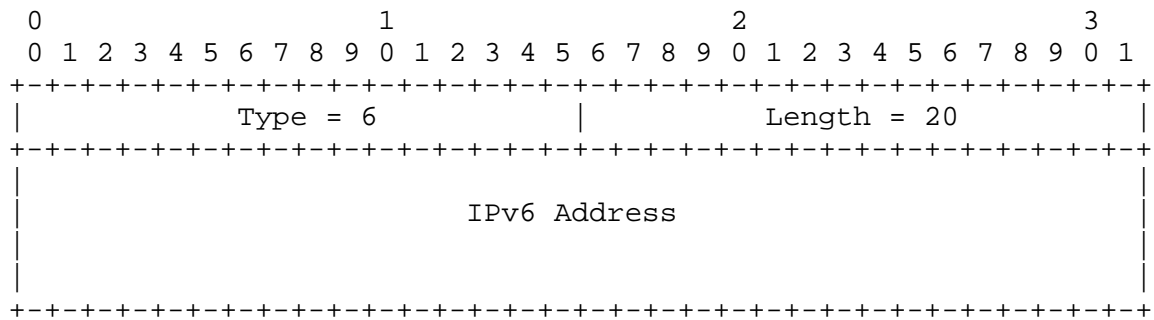 0                   1                   2                   3
 0 1 2 3 4 5 6 7 8 9 0 1 2 3 4 5 6 7 8 9 0 1 2 3 4 5 6 7 8 9 0 1
+-+-+-+-+-+-+-+-+-+-+-+-+-+-+-+-+-+-+-+-+-+-+-+-+-+-+-+-+-+-+-+-+
|            Type = 6           |          Length = 20          |
+-+-+-+-+-+-+-+-+-+-+-+-+-+-+-+-+-+-+-+-+-+-+-+-+-+-+-+-+-+-+-+-+
|                                                               |
|                         IPv6 Address                          |
|                                                               |
|                                                               |
+-+-+-+-+-+-+-+-+-+-+-+-+-+-+-+-+-+-+-+-+-+-+-+-+-+-+-+-+-+-+-+-+